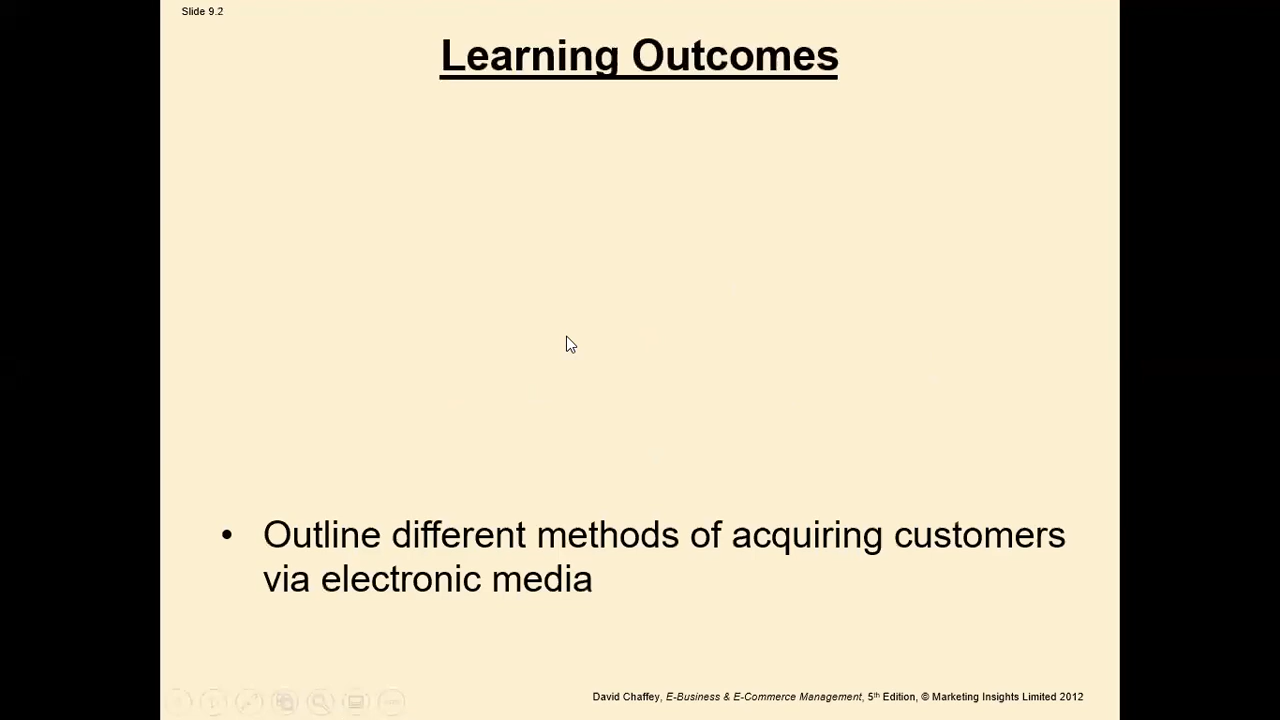 Slide 9.2
Learning Outcomes
• Outline different methods of acquiring customers
via electronic media
David Chaffey, E-Business & E-Commerce Management, 5th Edition, © Marketing Insights Limited 2012